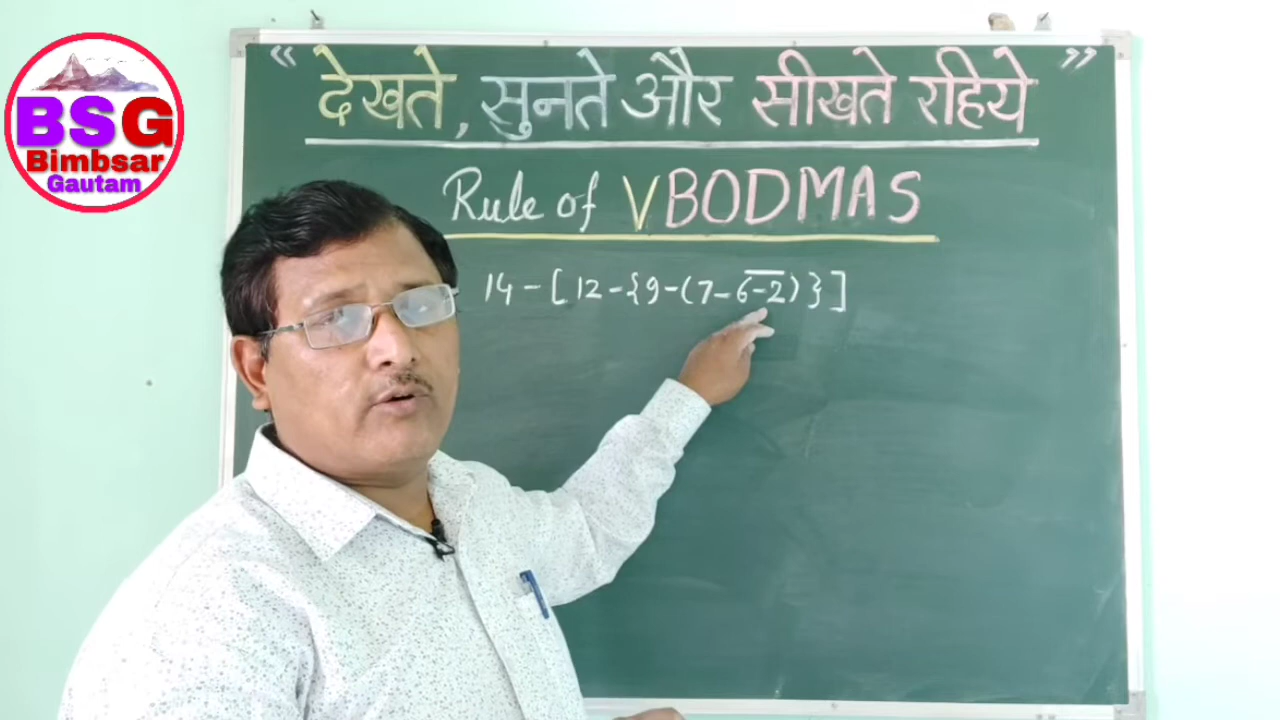 BSG
Bimbsar
Gautam
“ देखते, सुनते और सीखते रहिये ”
Rule of VBODMAS
14 - [12 - {9 - (7 - 6̅-̅2̅)}]